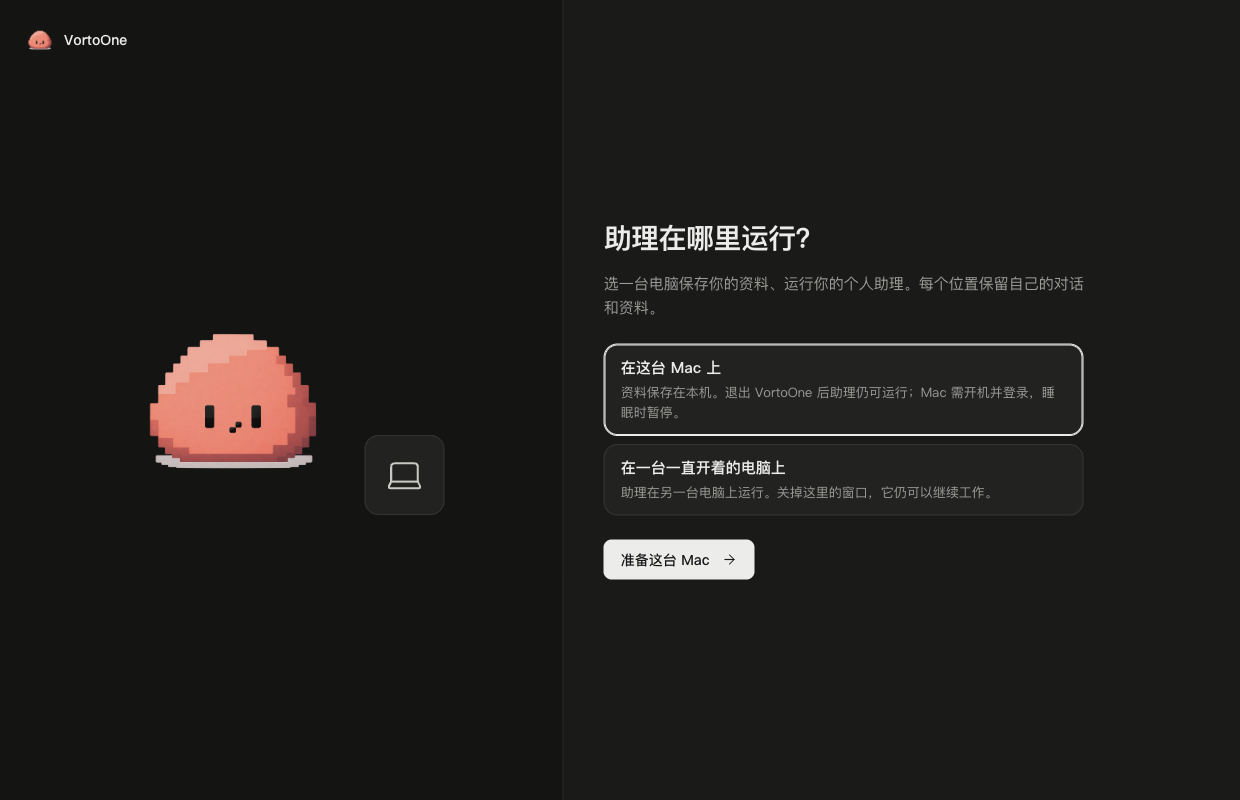 VortoOne
助理在哪里运行?
选一台电脑保存你的资料、运行你的个人助理。每个位置保留自己的对话
和资料。
在这台 Mac 上
资料保存在本机。退出 VortoOne 后助理仍可运行；Mac 需开机并登录，睡
眠时暂停。
在一台一直开着的电脑上
助理在另一台电脑上运行。关掉这里的窗口，它仍可以继续工作。
准备这台 Mac →